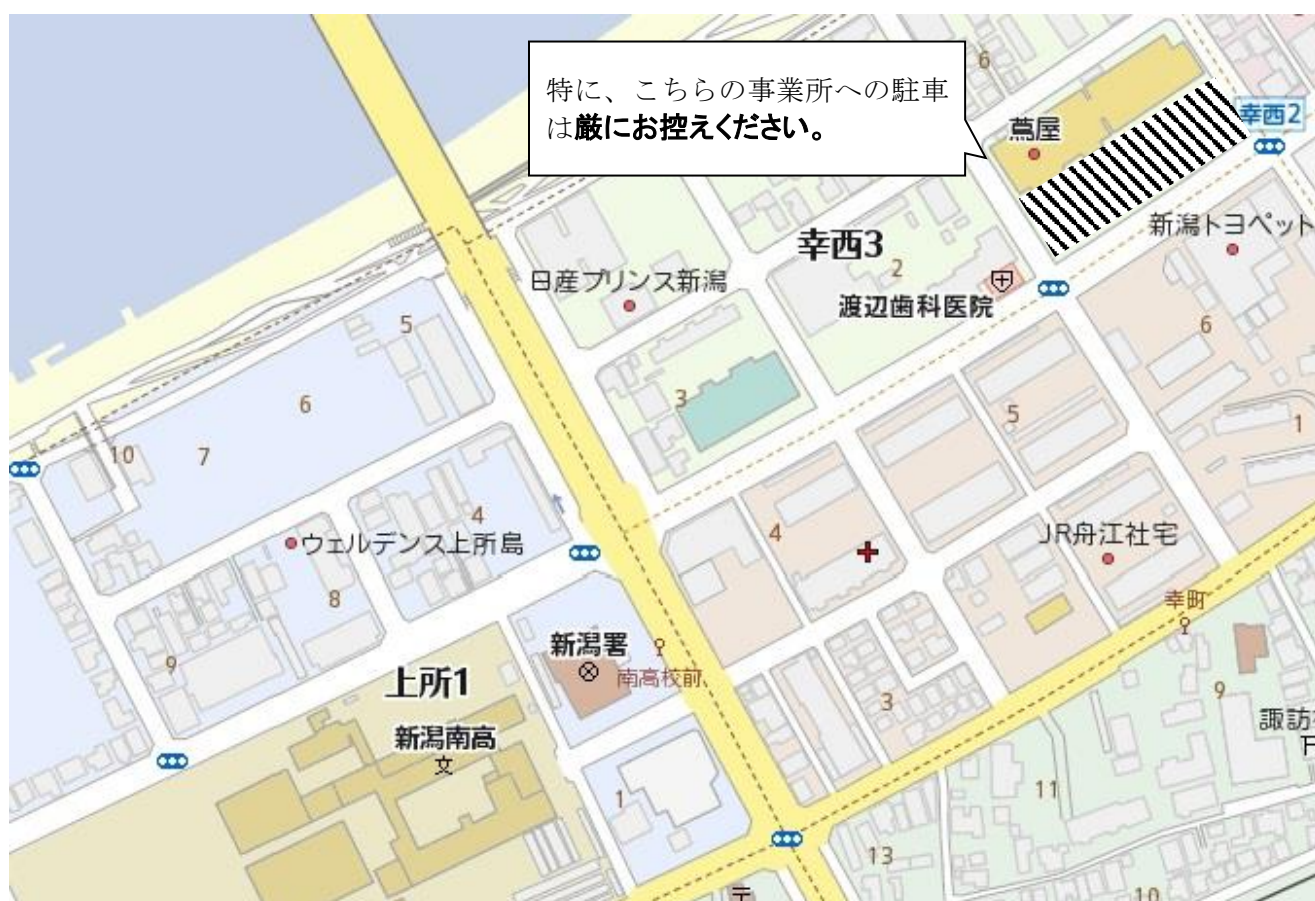 特に、こちらの事業所への駐車
は厳にお控えください。
6
蔦屋
幸西2
新潟トヨペット
幸西3
2
日産プリンス新潟
渡辺歯科医院
5
6
6
3
5
1
10
7
4
4
ウェルデンス上所島
JR舟江社宅
8
幸町
新潟署
南高校前
9
上所1
3
9
諏訪
新潟南高
文
11
1
13
10